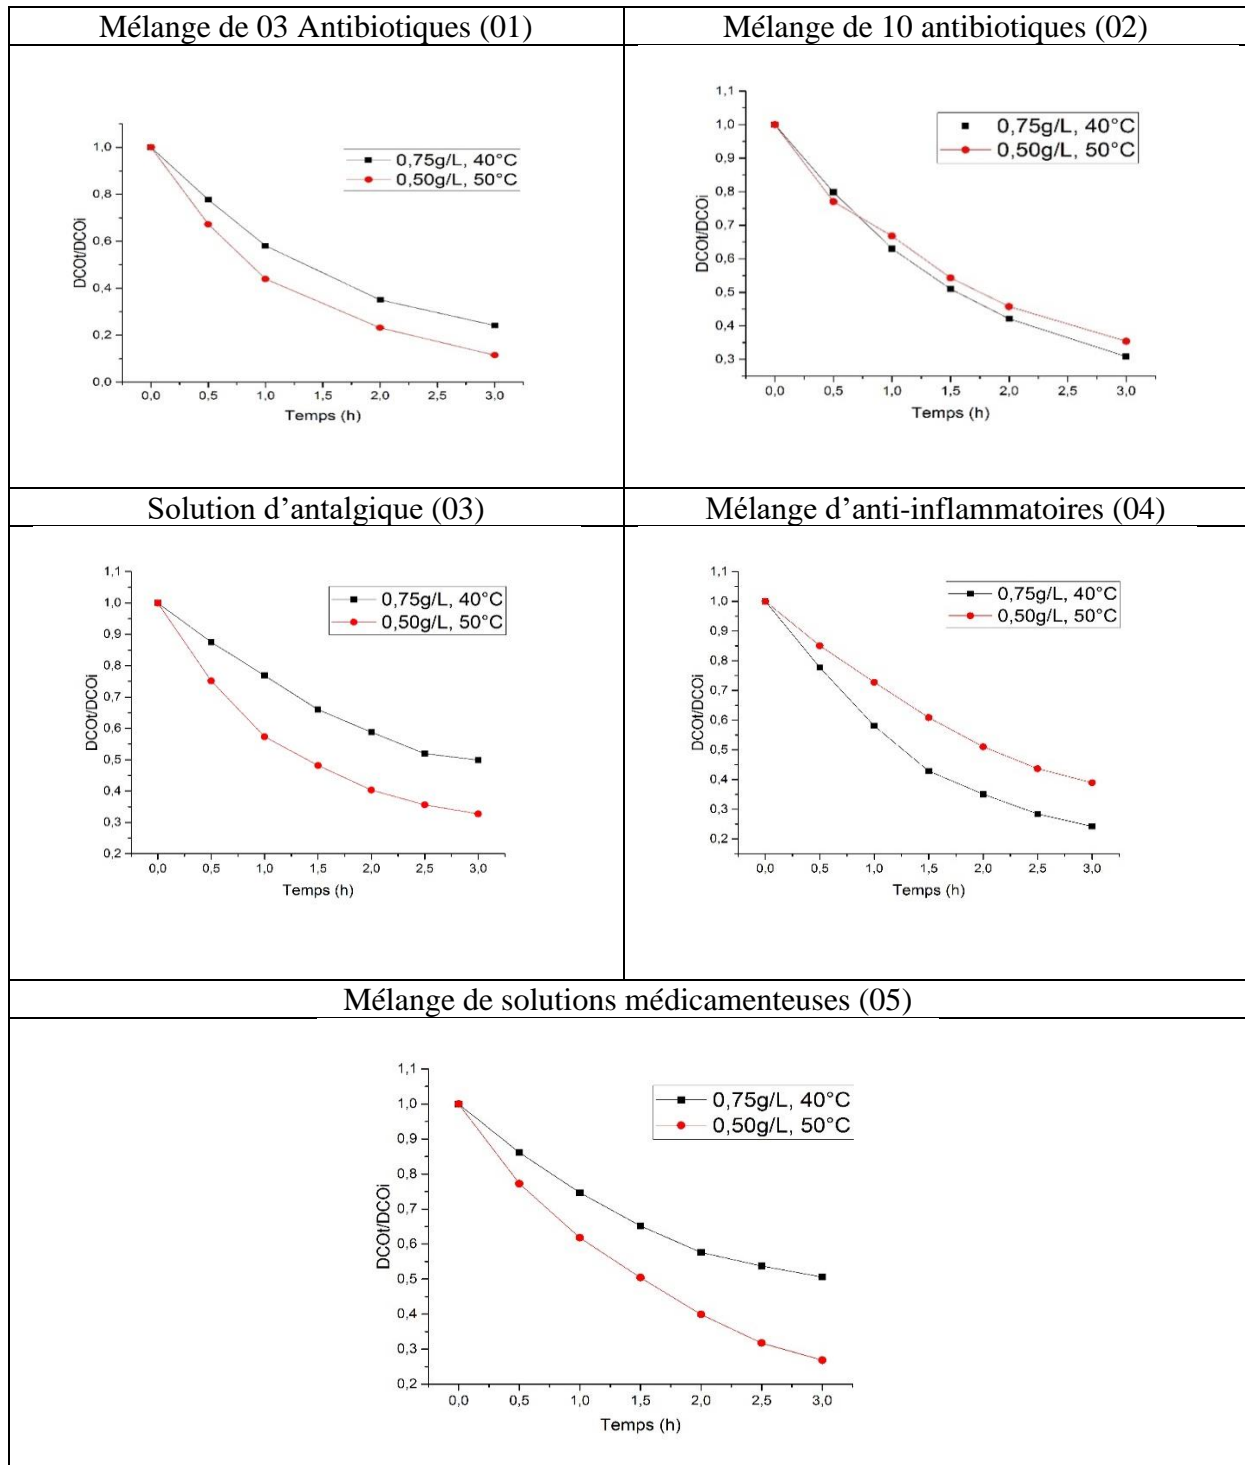 Mélange de 03 Antibiotiques (01)
Mélange de 10 antibiotiques (02)
1,0
0,8
0,6
0,4
0,2
0,0
DCOt/DCOi
0,75g/L, 40°C
0,50g/L, 50°C
0,0 0,5 1,0 1,5 2,0 2,5 3,0
Temps (h)
1,1
1,0
0,9
0,8
0,7
0,6
0,5
0,4
0,3
DCOt/DCOi
0,75g/L, 40°C
0,50g/L, 50°C
0,0 0,5 1,0 1,5 2,0 2,5 3,0
Temps (h)
Solution d’antalgique (03)
Mélange d’anti-inflammatoires (04)
1,1
1,0
0,9
0,8
0,7
0,6
0,5
0,4
0,3
0,2
DCOt/DCOi
0,75g/L, 40°C
0,50g/L, 50°C
0,0 0,5 1,0 1,5 2,0 2,5 3,0
Temps (h)
1,1
1,0
0,9
0,8
0,7
0,6
0,5
0,4
0,3
0,2
DCOt/DCOi
0,75g/L, 40°C
0,50g/L, 50°C
0,0 0,5 1,0 1,5 2,0 2,5 3,0
Temps (h)
Mélange de solutions médicamenteuses (05)
1,1
1,0
0,9
0,8
0,7
0,6
0,5
0,4
0,3
0,2
DCOt/DCOi
0,75g/L, 40°C
0,50g/L, 50°C
0,0 0,5 1,0 1,5 2,0 2,5 3,0
Temps (h)